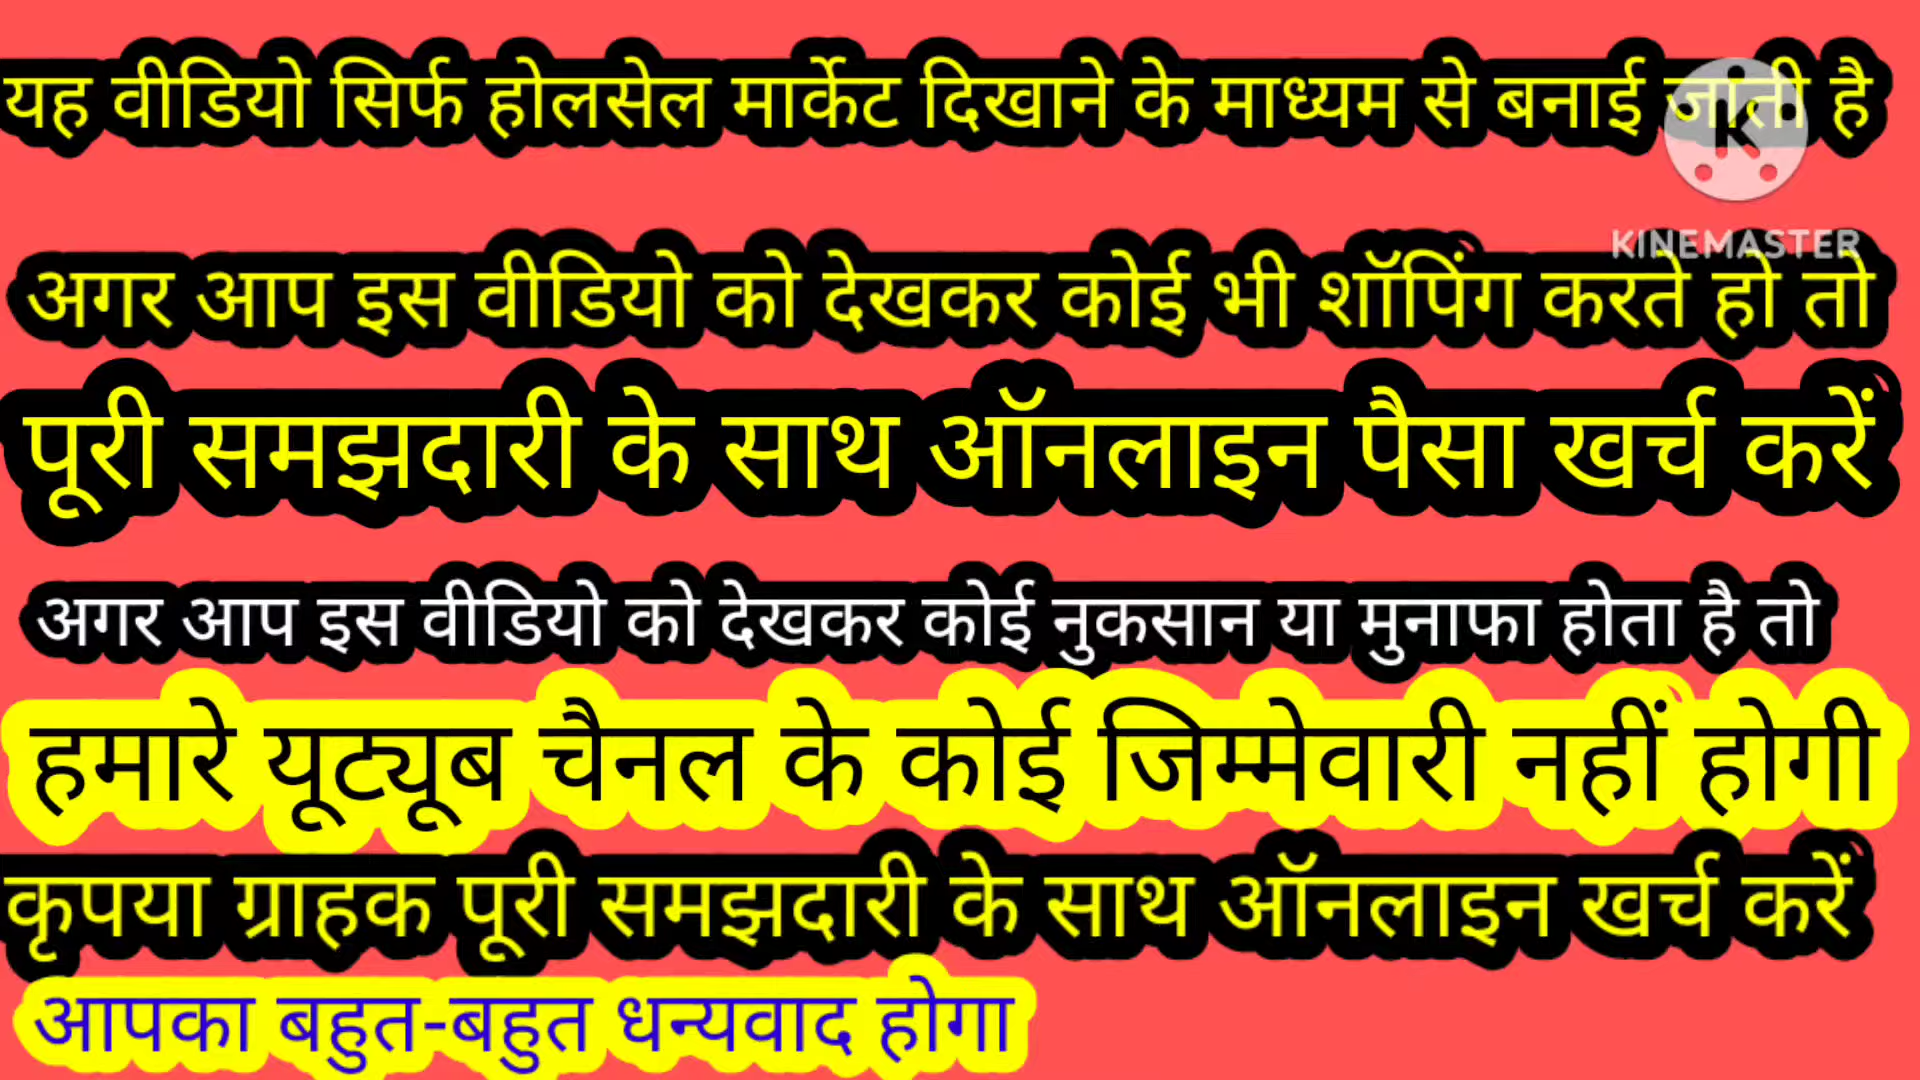 यह वीडियो सिर्फ होलसेल मार्केट दिखाने के माध्यम से बनाई जाती है
KINEMASTER
अगर आप इस वीडियो को देखकर कोई भी शॉपिंग करते हो तो
पूरी समझदारी के साथ ऑनलाइन पैसा खर्च करें
अगर आप इस वीडियो को देखकर कोई नुकसान या मुनाफा होता है तो
हमारे यूट्यूब चैनल के कोई जिम्मेवारी नहीं होगी
कृपया ग्राहक पूरी समझदारी के साथ ऑनलाइन खर्च करें
आपका बहुत-बहुत धन्यवाद होगा